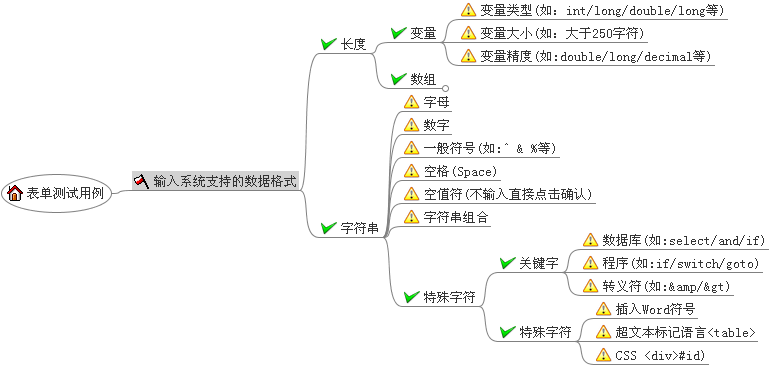 表单测试用例
输入系统支持的数据格式
长度
变量
变量类型(如: int/long/double/long等)
变量大小(如: 大于250字符)
变量精度(如:double/long/decimal等)
数组
字符串
字母
数字
一般符号(如:^ & %等)
空格(Space)
空值符(不输入直接点击确认)
字符串组合
特殊字符
关键字
数据库(如:select/and/if)
程序(如:if/switch/goto)
转义符(如:&amp/&gt)
特殊字符
插入Word符号
超文本标记语言<table>
CSS <div>#id)